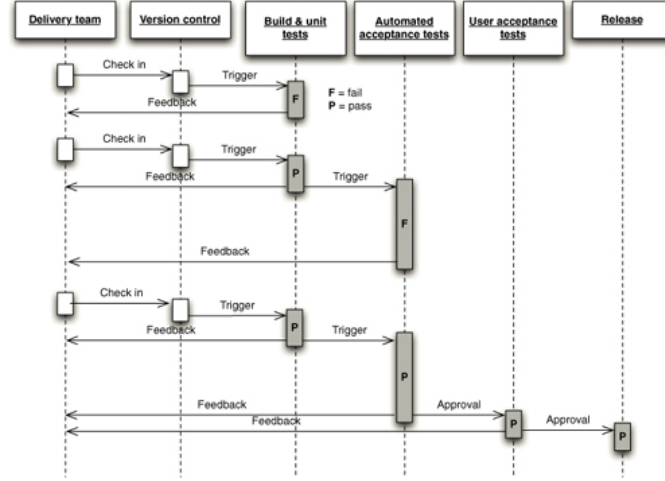 Delivery team
Version control
Build & unit
tests
Automated
acceptance tests
User acceptance
tests
Release
Check in
Trigger
F = fail
P = pass
F
Feedback
Check in
Trigger
Feedback
P
Trigger
F
Feedback
Check in
Trigger
Feedback
P
Trigger
P
Feedback
Approval
Feedback
P
Approval
P